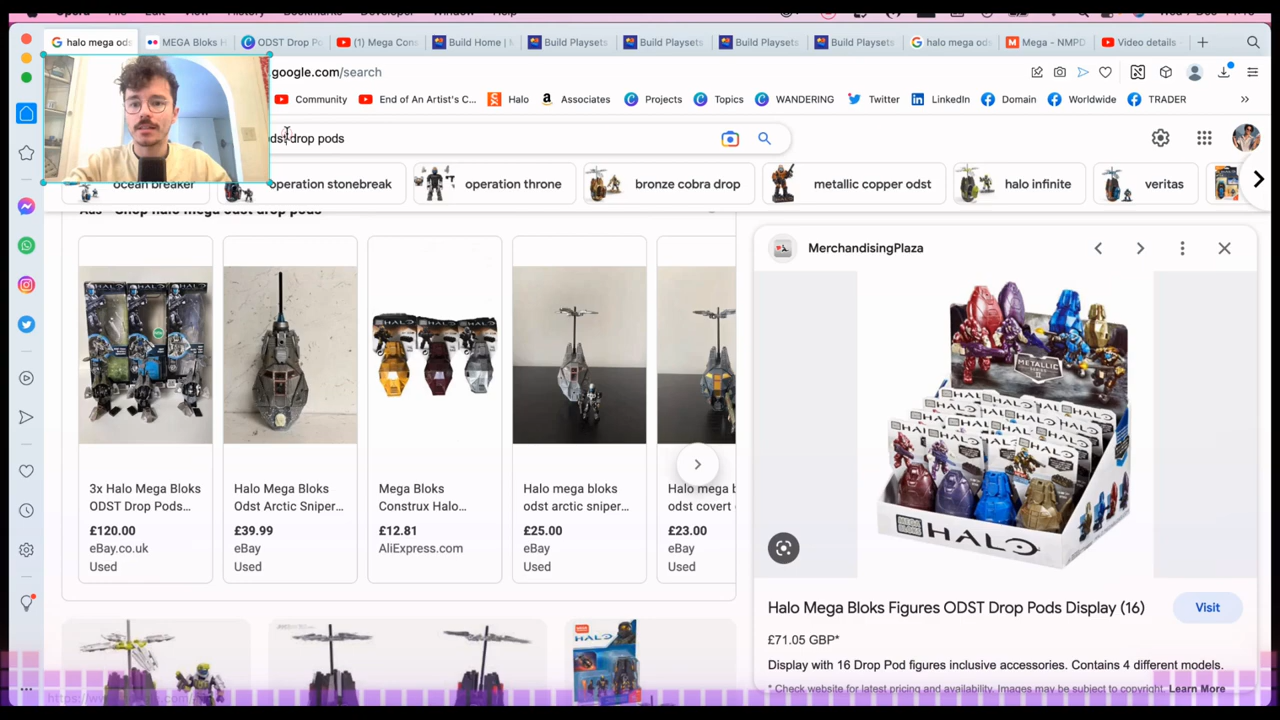 halo mega ods
MEGA Bloks H
ODST Drop Po
(1) Mega Cons
Build Home |
Build Playsets
Build Playsets
Build Playsets
Build Playsets
halo mega ods
Mega - NMPD
Video details
.google.com/search
Community
End of An Artist's C...
Halo
Associates
Projects
Topics
WANDERING
Twitter
LinkedIn
Domain
Worldwide
TRADER
odst drop pods
ocean breaker
operation stonebreak
operation throne
bronze cobra drop
metallic copper odst
halo infinite
veritas
Ads · Shop halo mega odst drop pods
MerchandisingPlaza
3x Halo Mega Bloks
ODST Drop Pods...
£120.00
eBay.co.uk
Used
Halo Mega Bloks
Odst Arctic Sniper...
£39.99
eBay
Used
Mega Bloks
Construx Halo...
£12.81
AliExpress.com
Halo mega bloks
odst arctic sniper...
£25.00
eBay
Used
Halo mega b
odst covert
£23.00
eBay
Used
METALLIC
SERIES
HALO
Halo Mega Bloks Figures ODST Drop Pods Display (16)
Visit
£71.05 GBP*
Display with 16 Drop Pod figures inclusive accessories. Contains 4 different models.
* Check website for latest pricing and availability. Images may be subject to copyright. Learn More